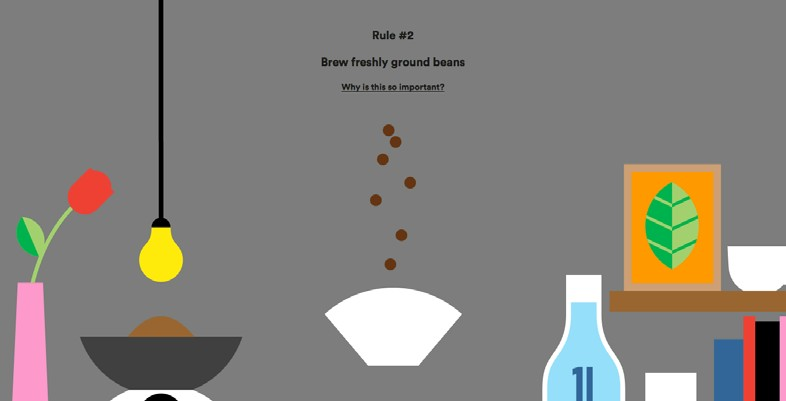 Rule #2
Brew freshly ground beans
Why is this so important?
1l